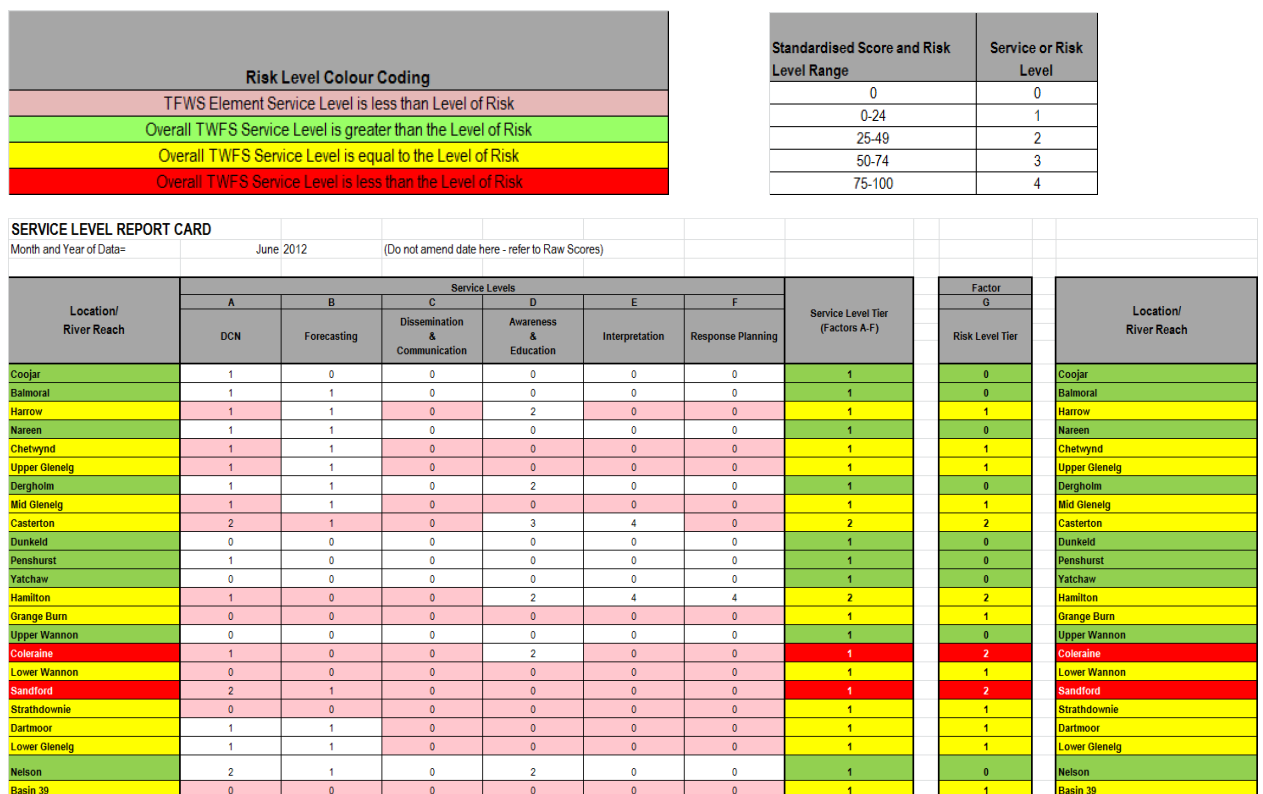 Risk Level Colour Coding
TFWS Element Service Level is less than Level of Risk
Overall TWFS Service Level is greater than the Level of Risk
Overall TWFS Service Level is equal to the Level of Risk
Overall TWFS Service Level is less than the Level of Risk
Standardised Score and Risk Level Range Service or Risk Level
0 0
0-24 1
25-49 2
50-74 3
75-100 4
SERVICE LEVEL REPORT CARD
Month and Year of Data= June 2012 (Do not amend date here - refer to Raw Scores)
Location/ River Reach Service Levels Service Level Tier (Factors A-F) Factor Location/ River Reach
A B C D E F G
DCN Forecasting Dissemination & Communication Awareness & Education Interpretation Response Planning Risk Level Tier
Coojar 1 0 0 0 0 0 1 0 Coojar
Balmoral 1 1 0 0 0 0 1 0 Balmoral
Harrow 1 1 0 2 0 0 1 1 Harrow
Nareen 1 1 0 0 0 0 1 0 Nareen
Chetwynd 1 1 0 0 0 0 1 1 Chetwynd
Upper Glenelg 1 1 0 0 0 0 1 1 Upper Glenelg
Dergholm 1 1 0 2 0 0 1 0 Dergholm
Mid Glenelg 1 1 0 0 0 0 1 1 Mid Glenelg
Casterton 2 1 0 3 4 0 2 2 Casterton
Dunkeld 0 0 0 0 0 0 1 0 Dunkeld
Penshurst 1 0 0 0 0 0 1 0 Penshurst
Yatchaw 0 0 0 0 0 0 1 0 Yatchaw
Hamilton 1 0 0 2 4 4 2 2 Hamilton
Grange Burn 0 0 0 0 0 0 1 1 Grange Burn
Upper Wannon 0 0 0 0 0 0 1 0 Upper Wannon
Coleraine 1 0 0 2 0 0 1 2 Coleraine
Lower Wannon 0 0 0 0 0 0 1 1 Lower Wannon
Sandford 2 1 0 0 0 0 1 2 Sandford
Strathdownie 0 0 0 0 0 0 1 1 Strathdownie
Dartmoor 1 1 0 0 0 0 1 1 Dartmoor
Lower Glenelg 1 1 0 0 0 0 1 1 Lower Glenelg
Nelson 2 1 0 2 0 0 1 0 Nelson
Basin 39 0 0 0 0 0 0 1 1 Basin 39